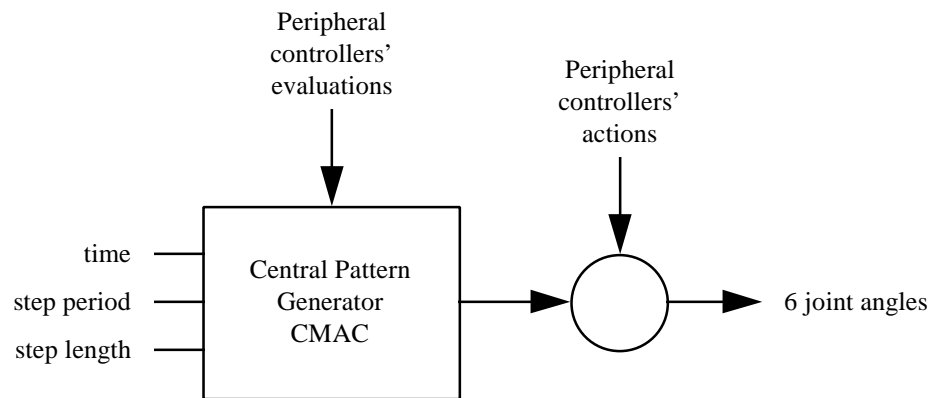 Peripheral
controllers’
evaluations
Peripheral
controllers’
actions
time
step period
step length
Central Pattern
Generator
CMAC
6 joint angles